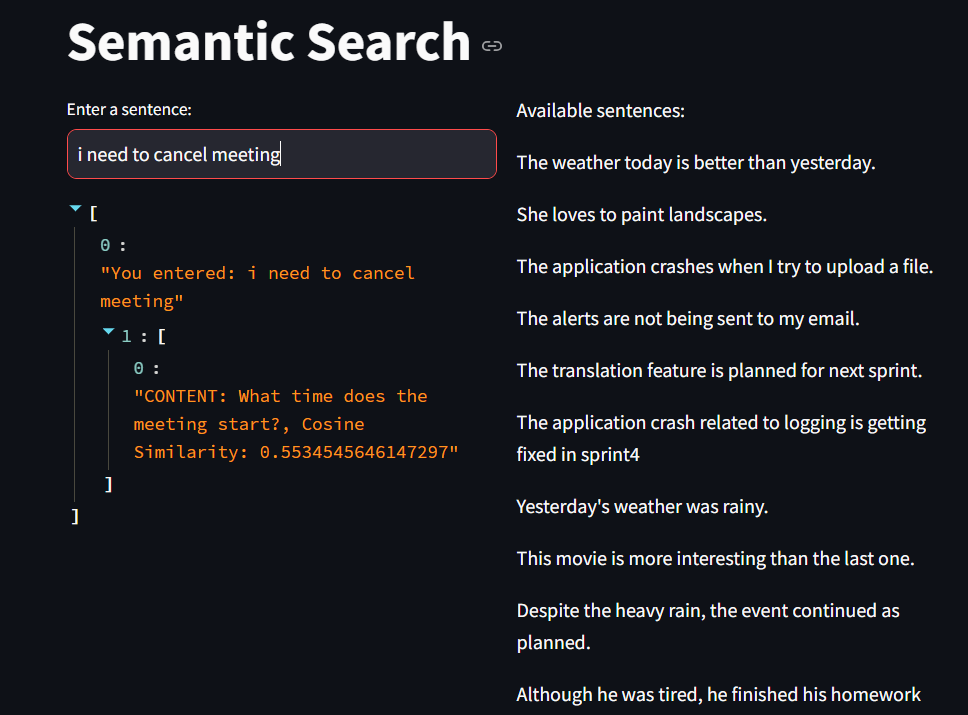 Semantic Search
Enter a sentence:
i need to cancel meeting
[
0 :
"You entered: i need to cancel
meeting"
1 : [
0 :
"CONTENT: What time does the
meeting start?, Cosine
Similarity: 0.5534545646147297"
]
]
Available sentences:
The weather today is better than yesterday.
She loves to paint landscapes.
The application crashes when I try to upload a file.
The alerts are not being sent to my email.
The translation feature is planned for next sprint.
The application crash related to logging is getting
fixed in sprint4
Yesterday's weather was rainy.
This movie is more interesting than the last one.
Despite the heavy rain, the event continued as
planned.
Although he was tired, he finished his homework